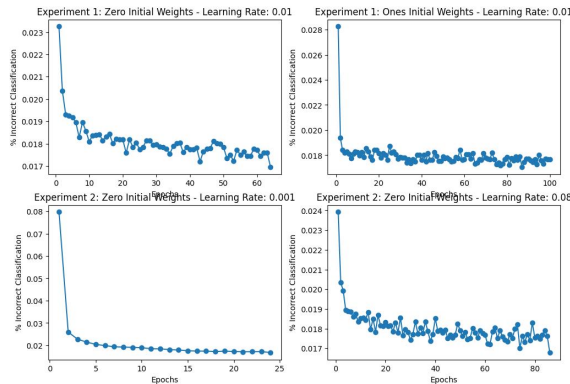 Experiment 1: Zero Initial Weights - Learning Rate: 0.01
% Incorrect Classification
0.023
0.022
0.021
0.020
0.019
0.018
0.017
0 10 20 30 40 50 60
Experiment 1: Ones Initial Weights - Learning Rate: 0.01
% Incorrect Classification
0.028
0.026
0.024
0.022
0.020
0.018
0 20 40 60 80 100
Epochs
Experiment 2: Zero Initial Weights - Learning Rate: 0.001
% Incorrect Classification
0.08
0.07
0.06
0.05
0.04
0.03
0.02
0 5 10 15 20 25
Epochs
Experiment 2: Zero Initial Weights - Learning Rate: 0.08
% Incorrect Classification
0.024
0.023
0.022
0.021
0.020
0.019
0.018
0.017
0 20 40 60 80
Epochs